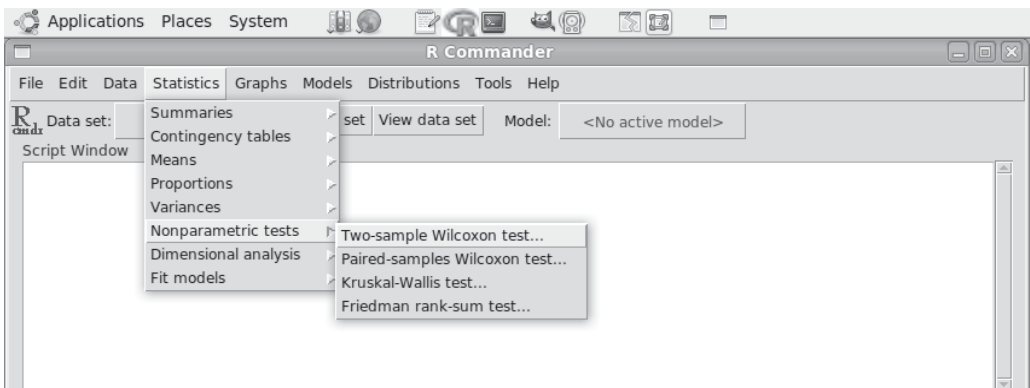 Applications Places System
R Commander
File Edit Data Statistics Graphs Models Distributions Tools Help
R cmdr Data set: set View data set Model: <No active model>
Script Window
Summaries
Contingency tables
Means
Proportions
Variances
Nonparametric tests
Dimensional analysis
Fit models
Two-sample Wilcoxon test...
Paired-samples Wilcoxon test...
Kruskal-Wallis test...
Friedman rank-sum test...